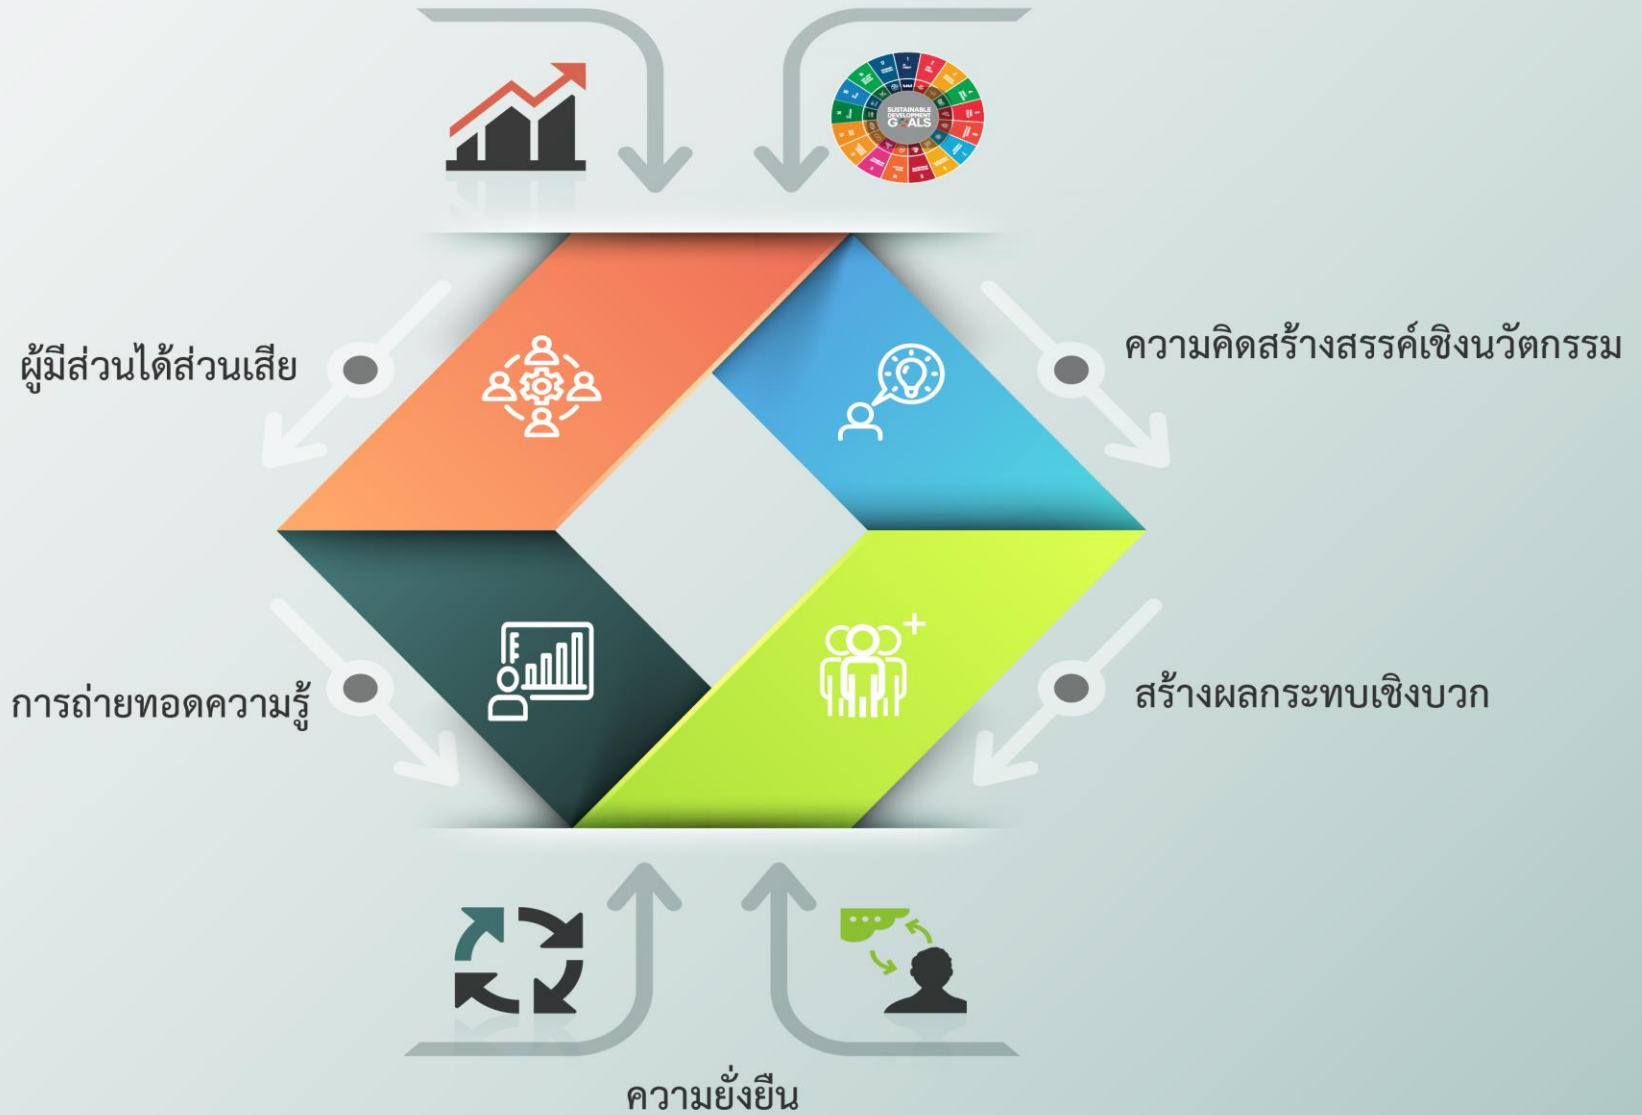 SUSTAINABLE
DEVELOPMENT
GOALS
ผู้มีส่วนได้ส่วนเสีย
ความคิดสร้างสรรค์เชิงนวัตกรรม
การถ่ายทอดความรู้
สร้างผลกระทบเชิงบวก
ความยั่งยืน